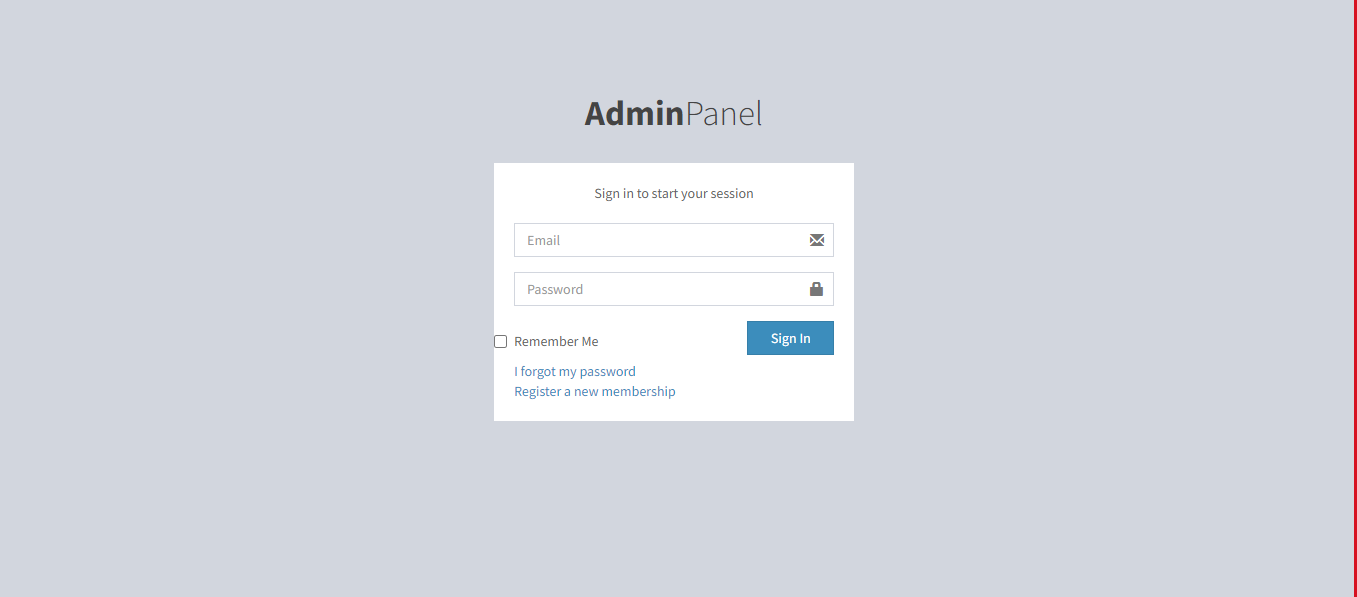 AdminPanel
Sign in to start your session
Email
Password
Remember Me
Sign In
I forgot my password
Register a new membership